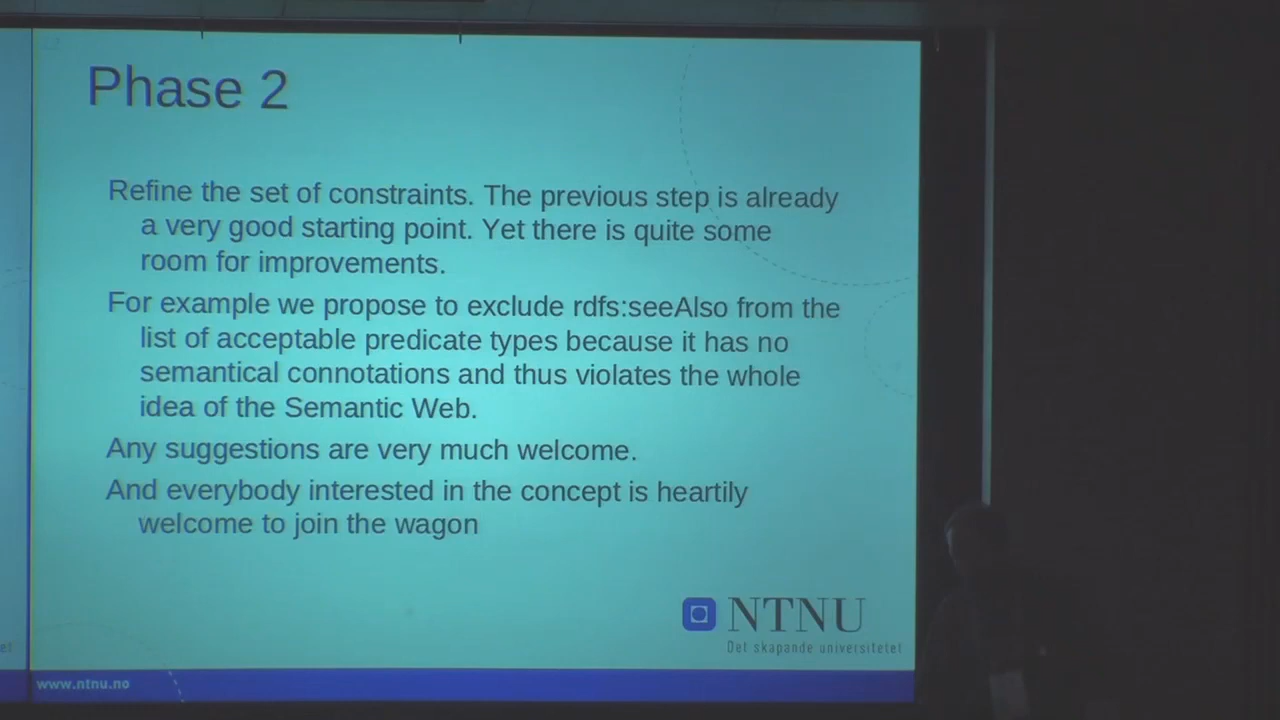 Phase 2
Refine the set of constraints. The previous step is already
a very good starting point. Yet there is quite some
room for improvements.
For example we propose to exclude rdfs:seeAlso from the
list of acceptable predicate types because it has no
semantical connotations and thus violates the whole
idea of the Semantic Web.
Any suggestions are very much welcome.
And everybody interested in the concept is heartily
welcome to join the wagon
NTNU
Det skapande universitetet
www.ntnu.no